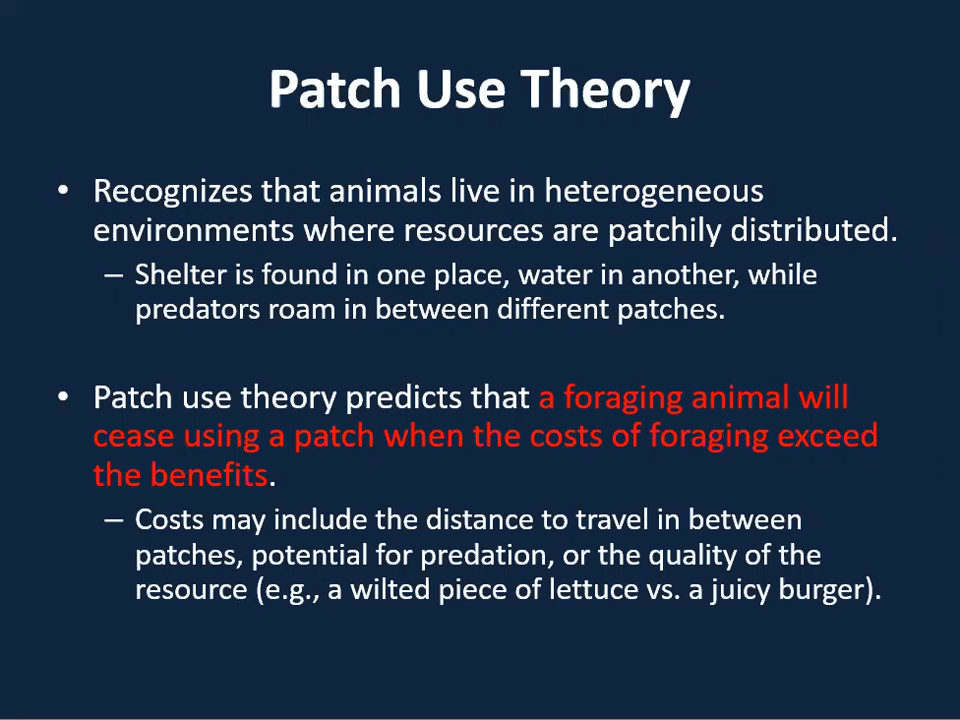 Patch Use Theory
• Recognizes that animals live in heterogeneous
environments where resources are patchily distributed.
– Shelter is found in one place, water in another, while
predators roam in between different patches.
• Patch use theory predicts that a foraging animal will
cease using a patch when the costs of foraging exceed
the benefits.
– Costs may include the distance to travel in between
patches, potential for predation, or the quality of the
resource (e.g., a wilted piece of lettuce vs. a juicy burger).